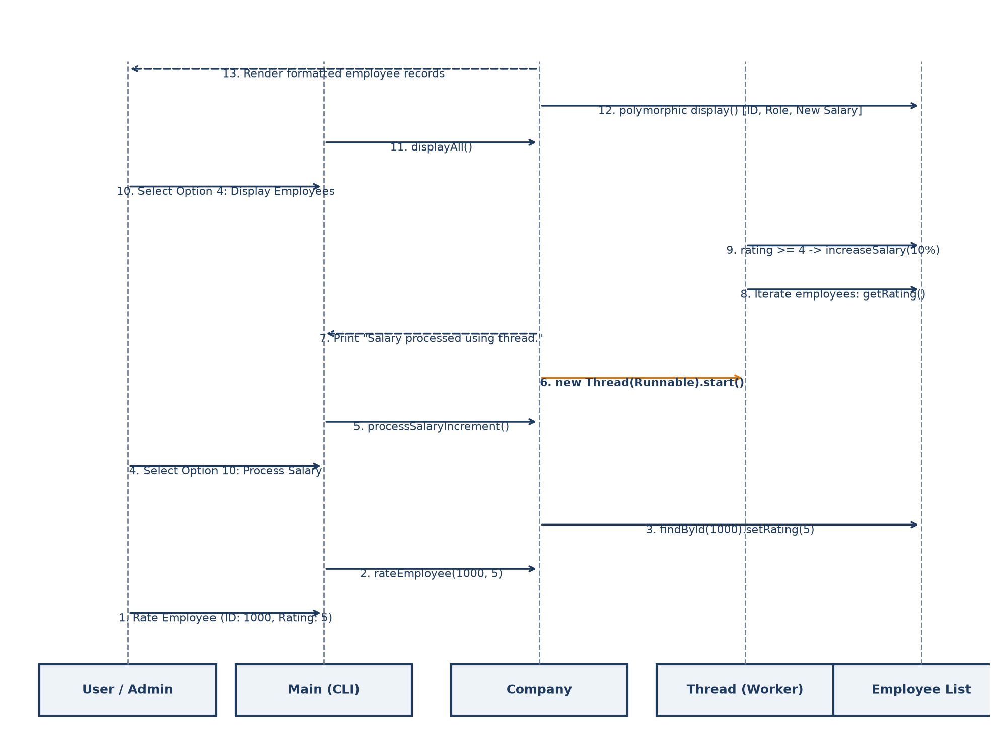 13. Render formatted employee records
12. polymorphic display() [ID, Role, New Salary]
11. displayAll()
10. Select Option 4: Display Employees
9. rating >= 4 -> increaseSalary(10%)
8. Iterate employees: getRating()
7. Print "Salary processed using thread."
6. new Thread(Runnable).start()
5. processSalaryIncrement()
4. Select Option 10: Process Salary
3. findById(1000).setRating(5)
2. rateEmployee(1000, 5)
1. Rate Employee (ID: 1000, Rating: 5)
User / Admin
Main (CLI)
Company
Thread (Worker)
Employee List